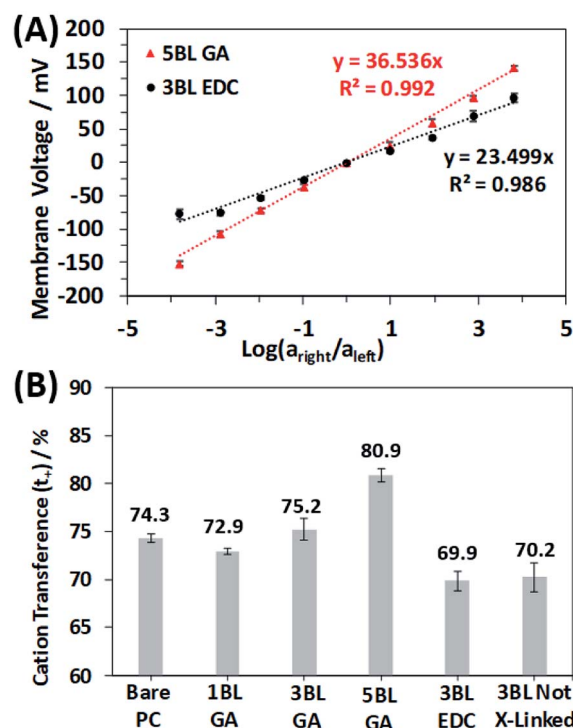 (A)
5BL GA
3BL EDC
y = 36.536x
R² = 0.992
y = 23.499x
R² = 0.986
Membrane Voltage / mV
200
150
100
50
0
-50
-100
-150
-200
-5 -3 -1 1 3 5
Log(a_right/a_left)
(B)
Cation Transference (t₊) / %
90
85
80
75
70
65
60
74.3
72.9
75.2
80.9
69.9
70.2
Bare PC
1BL GA
3BL GA
5BL GA
3BL EDC
3BL Not X-Linked